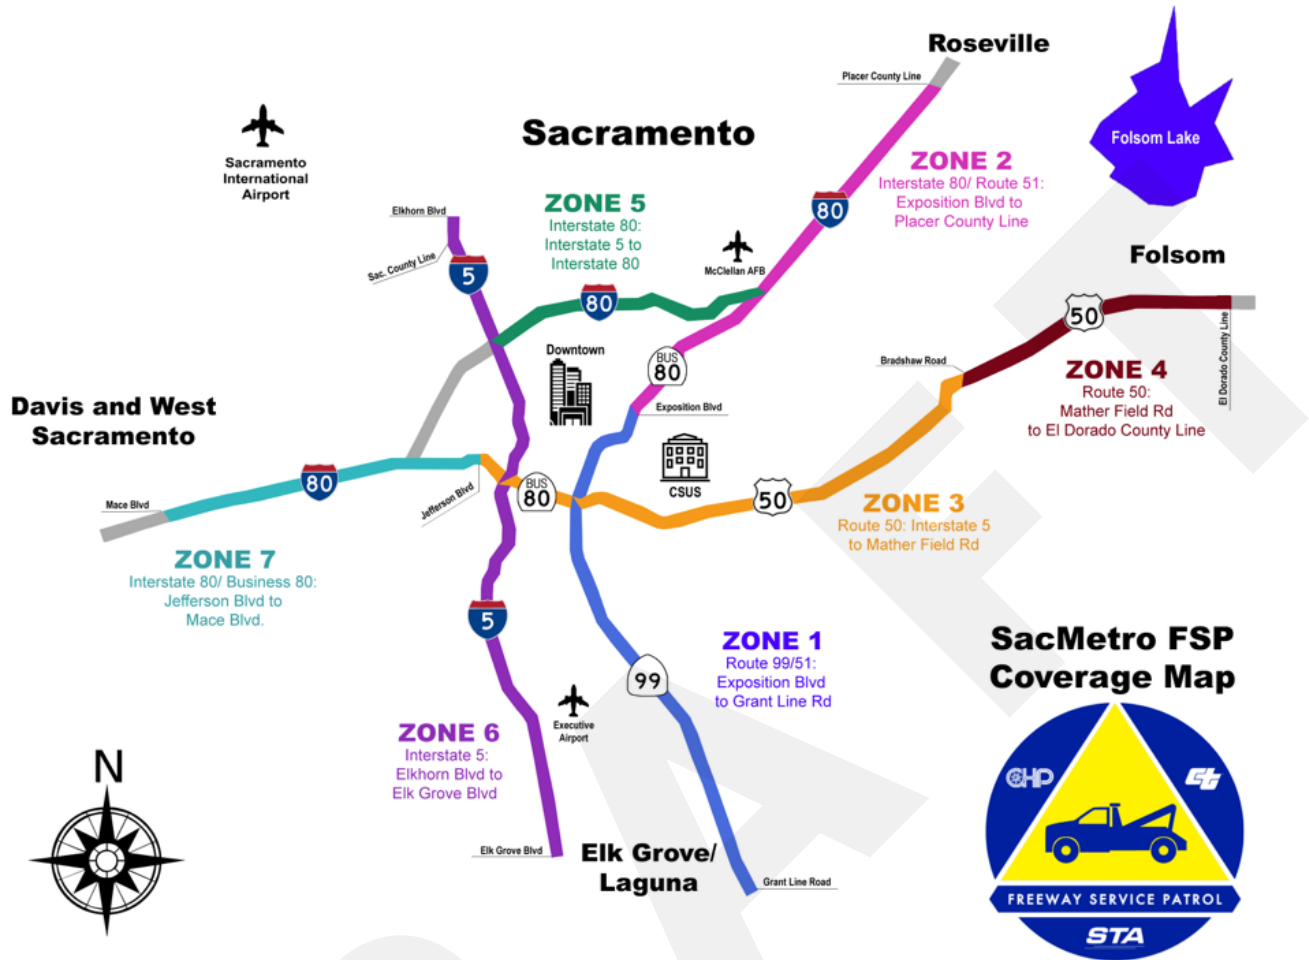 Roseville
Placer County Line
Folsom Lake
Sacramento
International
Airport
Sacramento
ZONE 2
Interstate 80/ Route 51:
Exposition Blvd to
Placer County Line
80
Elkhorn Blvd
Sac. County Line
5
ZONE 5
Interstate 80:
Interstate 5 to
Interstate 80
80
McClellan AFB
Folsom
50
El Dorado County Line
Bradshaw Road
ZONE 4
Route 50:
Mather Field Rd
to El Dorado County Line
Downtown
BUS
80
Exposition Blvd
Davis and West
Sacramento
80
Mace Blvd
Jefferson Blvd
BUS
80
CSUS
50
ZONE 3
Route 50: Interstate 5
to Mather Field Rd
ZONE 7
Interstate 80/ Business 80:
Jefferson Blvd to
Mace Blvd.
5
99
ZONE 1
Route 99/51:
Exposition Blvd
to Grant Line Rd
ZONE 6
Interstate 5:
Elkhorn Blvd to
Elk Grove Blvd
Executive
Airport
Elk Grove Blvd
Elk Grove/
Laguna
Grant Line Road
N
SacMetro FSP
Coverage Map
CHP
ct
FREEWAY SERVICE PATROL
STA